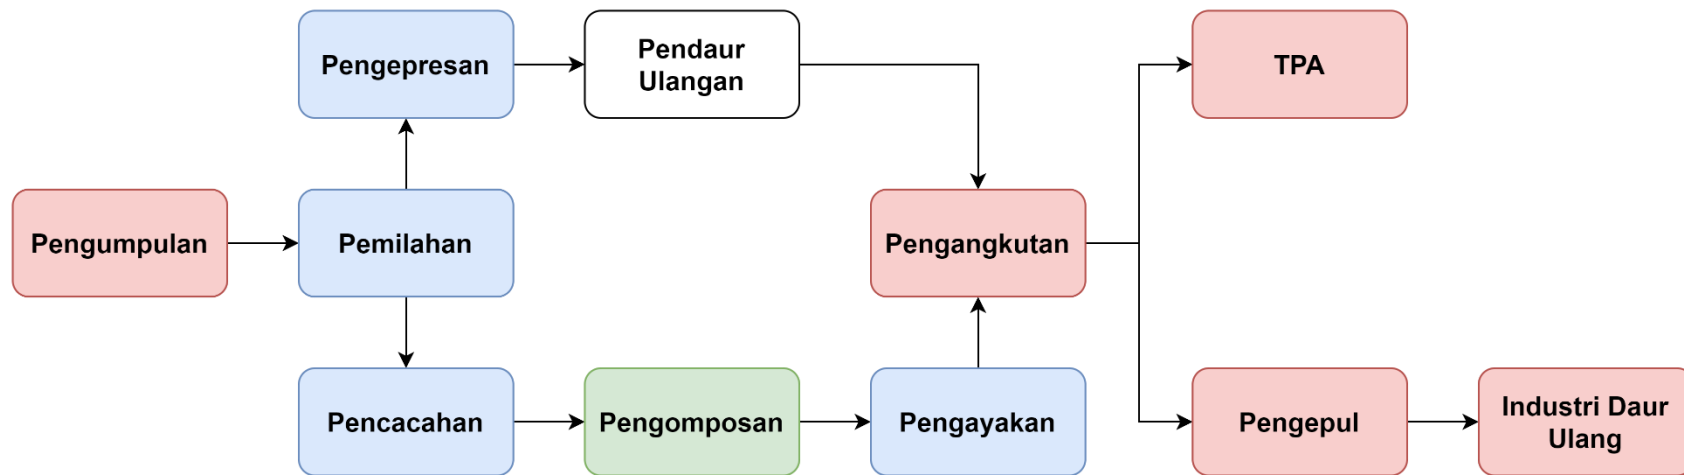 Pengepresan
Pendaur
Ulangan
TPA
Pengumpulan
Pemilahan
Pengangkutan
Pencacahan
Pengomposan
Pengayakan
Pengepul
Industri Daur
Ulang